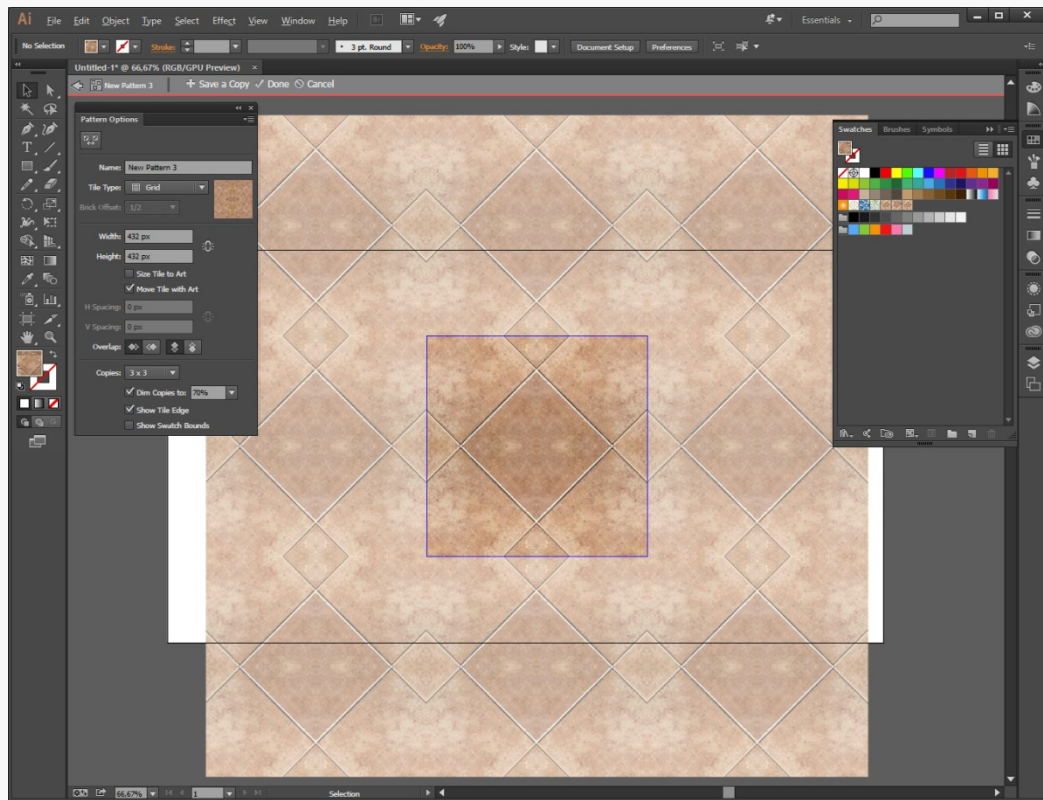 Ai File Edit Object Type Select Effect View Window Help Essentials
No Selection Stroke: 3 pt. Round Opacity: 100% Style: Document Setup Preferences
Untitled-1* @ 66,67% (RGB/GPU Preview) ×
New Pattern 3 + Save a Copy ✓ Done Cancel
Pattern Options
Name: New Pattern 3
Tile Type: Grid
Brick Offset: 1/2
Width: 432 px
Height: 432 px
Size Tile to Art
Move Tile with Art
H Spacing: 0 px
V Spacing: 0 px
Overlap:
Copies: 3 x 3
Dim Copies to: 70%
Show Tile Edge
Show Swatch Bounds
Swatches Brushes Symbols
66,67% 1 Selection